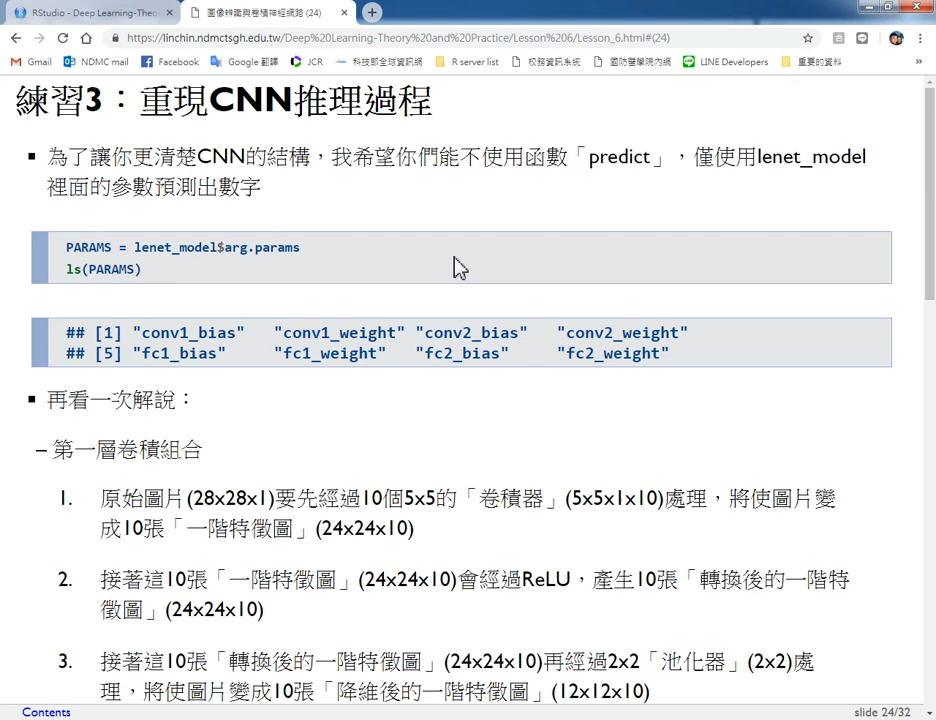 RStudio - Deep Learning-Theo
圖像辨識與卷積神經網路 (24)
https://linchin.ndmctsgh.edu.tw/Deep%20Learning-Theory%20and%20Practice/Lesson%206/Lesson_6.html#(24)
Gmail NDMC mail Facebook Google 翻譯 JCR 科技部全球資訊網 R server list 校務資訊系統 國防醫學院內網 LINE Developers 重要的資料 »
練習3：重現CNN推理過程
▪ 為了讓你更清楚CNN的結構，我希望你們能不使用函數「predict」，僅使用lenet_model
裡面的參數預測出數字
PARAMS = lenet_model$arg.params
ls(PARAMS)
## [1] "conv1_bias" "conv1_weight" "conv2_bias" "conv2_weight"
## [5] "fc1_bias" "fc1_weight" "fc2_bias" "fc2_weight"
▪ 再看一次解說：
– 第一層卷積組合
1. 原始圖片(28x28x1)要先經過10個5x5的「卷積器」(5x5x1x10)處理，將使圖片變
成10張「一階特徵圖」(24x24x10)
2. 接著這10張「一階特徵圖」(24x24x10)會經過ReLU，產生10張「轉換後的一階特
徵圖」(24x24x10)
3. 接著這10張「轉換後的一階特徵圖」(24x24x10)再經過2x2「池化器」(2x2)處
理，將使圖片變成10張「降維後的一階特徵圖」(12x12x10)
Contents
slide 24/32